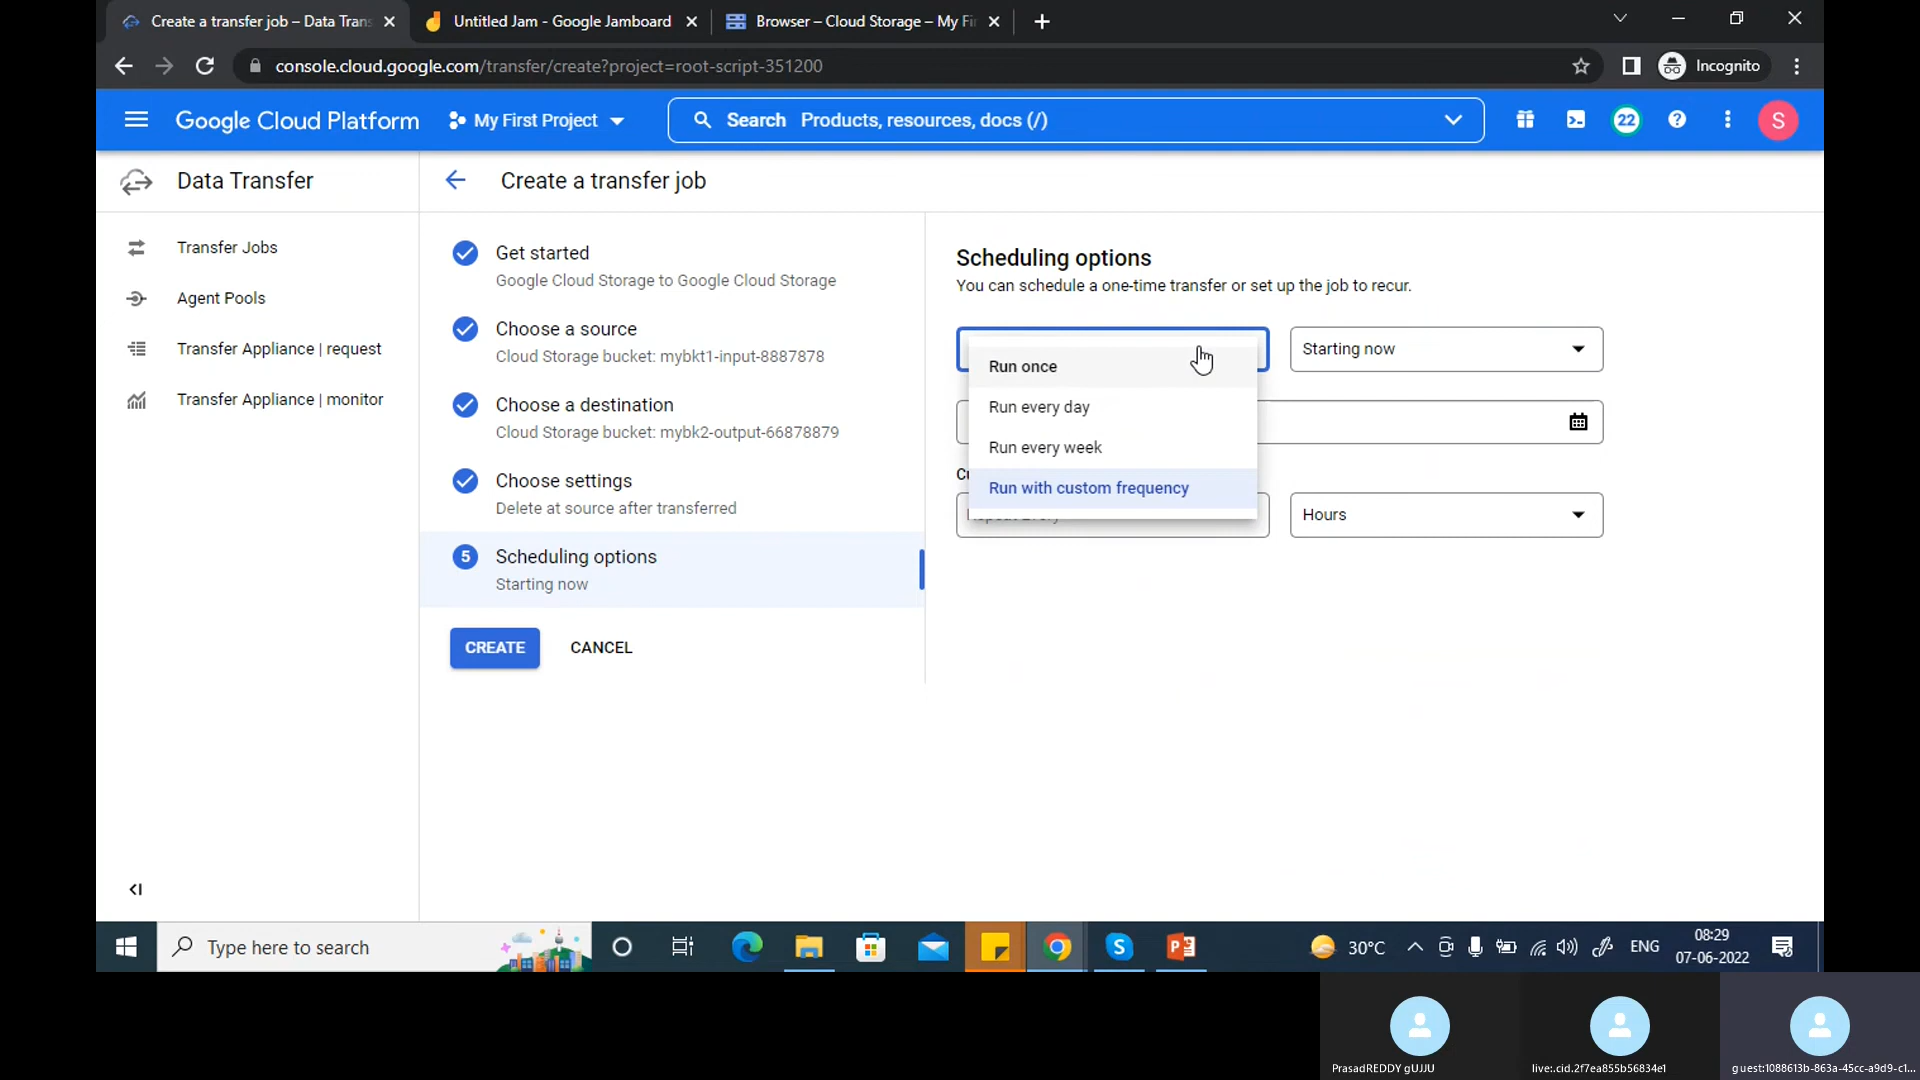 Create a transfer job – Data Trans
Untitled Jam - Google Jamboard
Browser – Cloud Storage – My Fi
console.cloud.google.com/transfer/create?project=root-script-351200
Incognito
Google Cloud Platform
My First Project
Search Products, resources, docs (/)
22
S
Data Transfer
Create a transfer job
Transfer Jobs
Agent Pools
Transfer Appliance | request
Transfer Appliance | monitor
Get started
Google Cloud Storage to Google Cloud Storage
Choose a source
Cloud Storage bucket: mybkt1-input-8887878
Choose a destination
Cloud Storage bucket: mybk2-output-66878879
Choose settings
Delete at source after transferred
5
Scheduling options
Starting now
CREATE
CANCEL
Scheduling options
You can schedule a one-time transfer or set up the job to recur.
Starting now
Run once
Run every day
Run every week
Run with custom frequency
Hours
Type here to search
30°C
ENG
08:29
07-06-2022
PrasadREDDY gUJJU
live:.cid.2f7ea855b56834e1
guest:1088613b-863a-45cc-a9d9-c1...